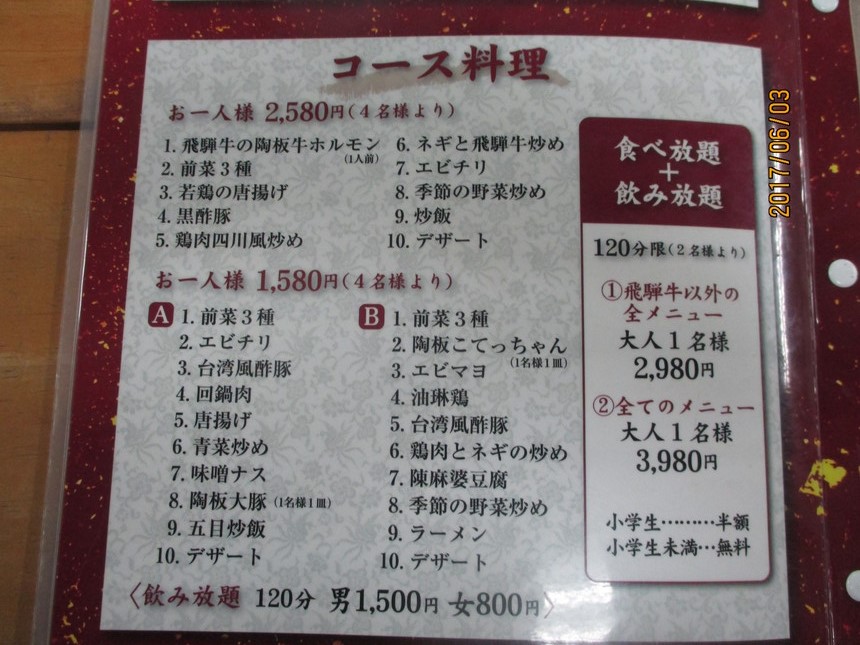 コース料理
お一人様 2,580円(4名様より)
1. 飛騨牛の陶板牛ホルモン
(1人前)
2. 前菜3種
3. 若鶏の唐揚げ
4. 黒酢豚
5. 鶏肉四川風炒め
6. ネギと飛騨牛炒め
7. エビチリ
8. 季節の野菜炒め
9. 炒飯
10. デザート
お一人様 1,580円(4名様より)
A 1. 前菜3種
2. エビチリ
3. 台湾風酢豚
4. 回鍋肉
5. 唐揚げ
6. 青菜炒め
7. 味噌ナス
8. 陶板大豚(1名様1皿)
9. 五目炒飯
10. デザート
B 1. 前菜3種
2. 陶板こてっちゃん
(1名様1皿)
3. エビマヨ
4. 油琳鶏
5. 台湾風酢豚
6. 鶏肉とネギの炒め
7. 陳麻婆豆腐
8. 季節の野菜炒め
9. ラーメン
10. デザート
〈飲み放題 120分 男1,500円 女800円〉
食べ放題
+
飲み放題
120分限(2名様より)
①飛騨牛以外の
全メニュー
大人1名様
2,980円
②全てのメニュー
大人1名様
3,980円
小学生………半額
小学生未満…無料
2017/06/03